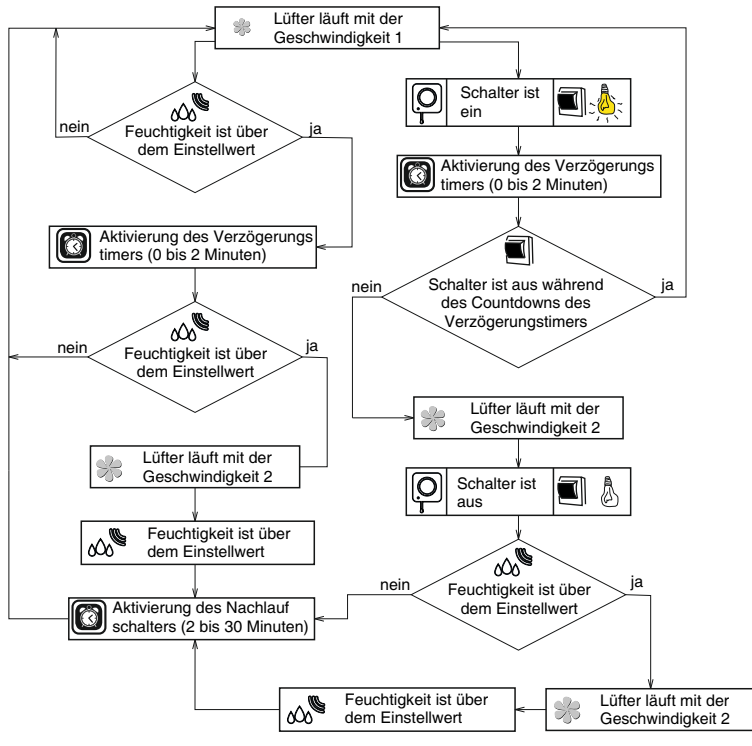 Lüfter läuft mit der
Geschwindigkeit 1
nein
Feuchtigkeit ist über
dem Einstellwert
ja
Schalter ist
ein
Aktivierung des Verzögerungs
timers (0 bis 2 Minuten)
Aktivierung des Verzögerungs
timers (0 bis 2 Minuten)
nein
Schalter ist aus während
des Countdowns des
Verzögerungstimers
ja
nein
Feuchtigkeit ist über
dem Einstellwert
ja
Lüfter läuft mit der
Geschwindigkeit 2
Lüfter läuft mit der
Geschwindigkeit 2
Schalter ist
aus
Feuchtigkeit ist über
dem Einstellwert
nein
Feuchtigkeit ist über
dem Einstellwert
ja
Aktivierung des Nachlauf
schalters (2 bis 30 Minuten)
Feuchtigkeit ist über
dem Einstellwert
Lüfter läuft mit der
Geschwindigkeit 2